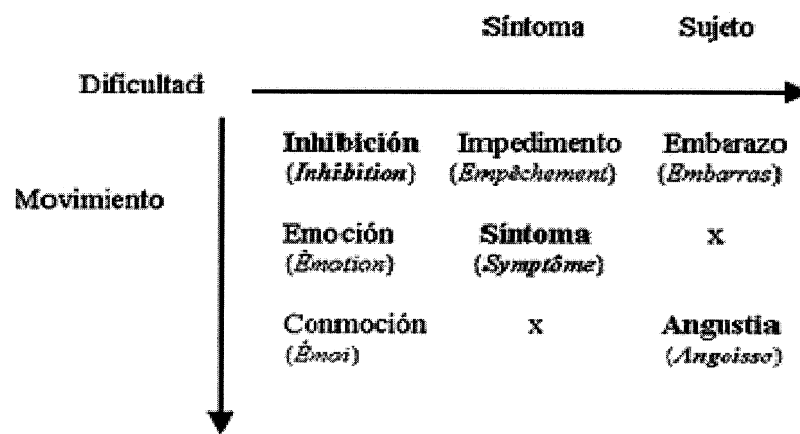 Síntoma Sujeto
Dificultad
Inhibición Impedimento Embarazo
(Inhibition) (Empêchement) (Embarras)
Movimiento
Emoción Síntoma x
(Émotion) (Symptôme)
Conmoción x Angustia
(Émoi) (Angoisse)